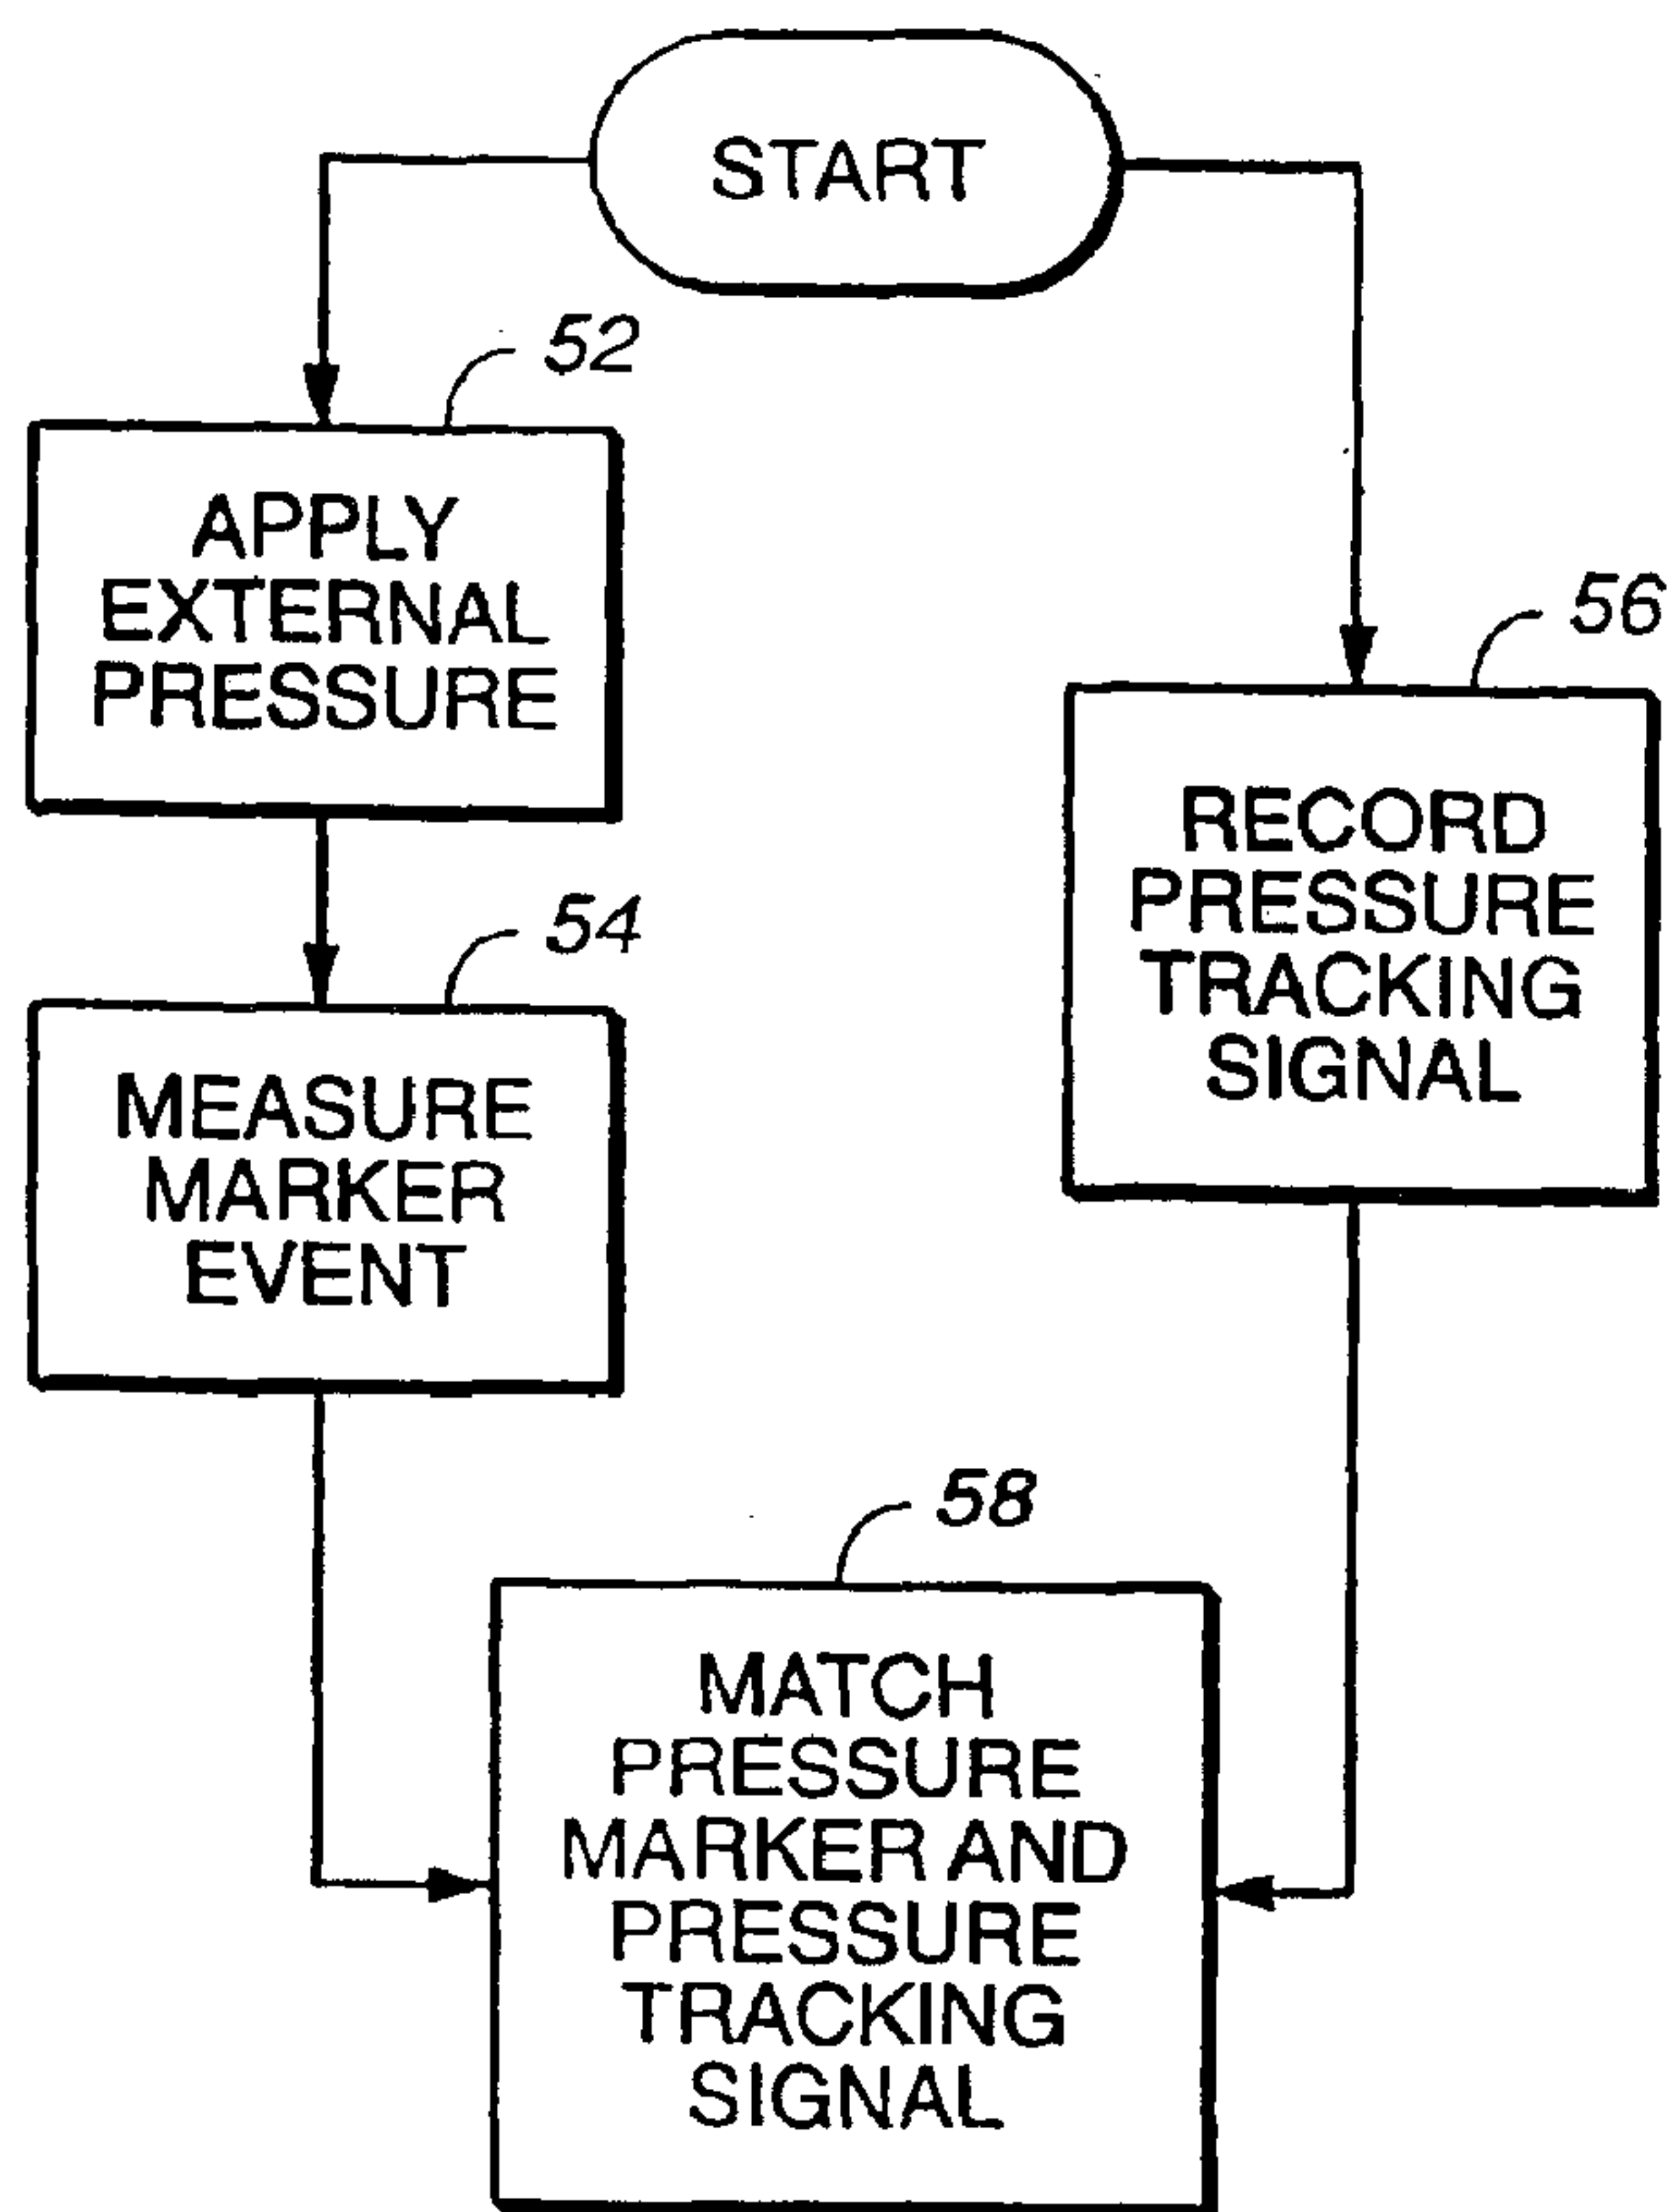 START
52
APPLY
EXTERNAL
PRESSURE
54
MEASURE
MARKER
EVENT
56
RECORD
PRESSURE
TRACKING
SIGNAL
58
MATCH
PRESSURE
MARKER AND
PRESSURE
TRACKING
SIGNAL